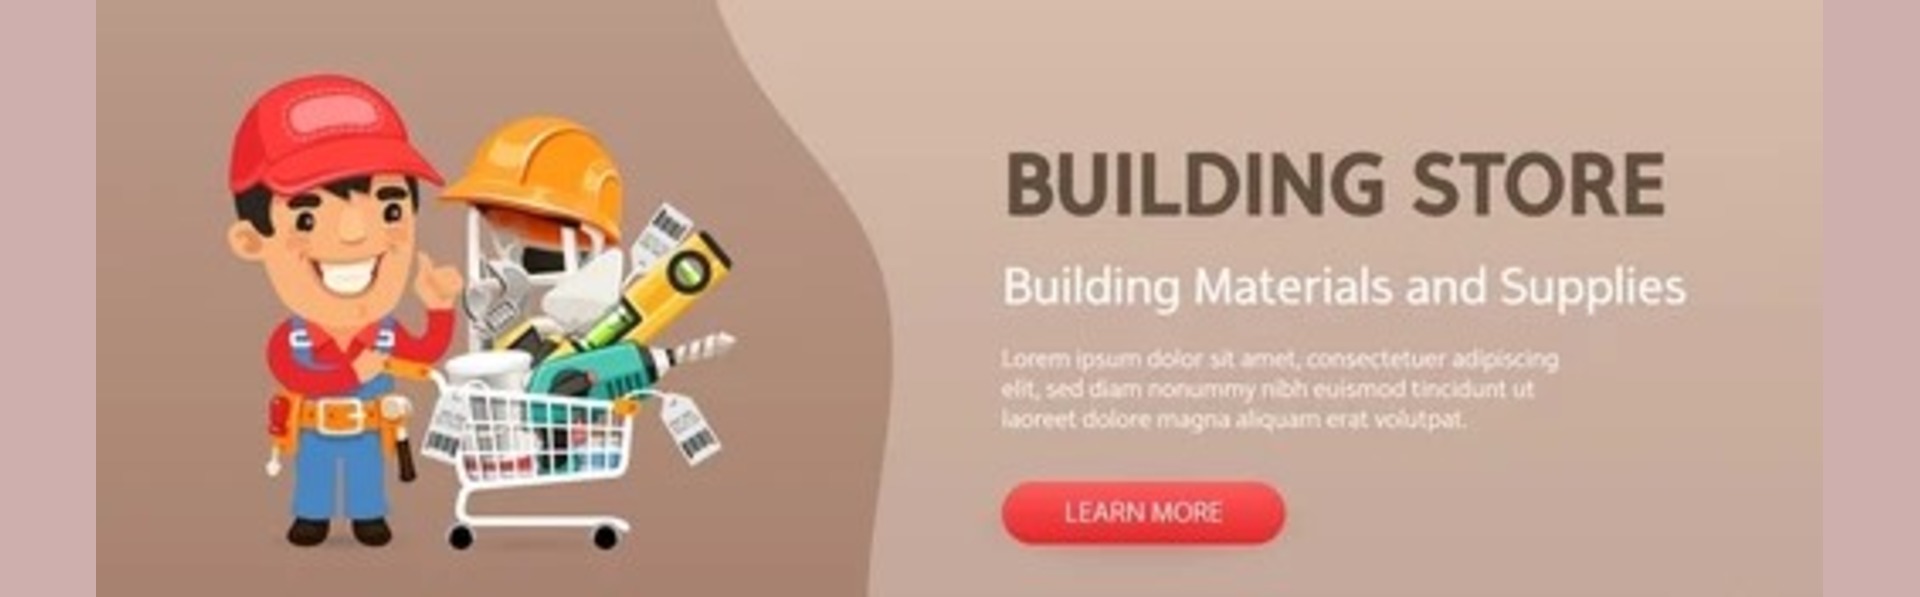 BUILDING STORE
Building Materials and Supplies
Lorem ipsum dolor sit amet, consectetuer adipiscing
elit, sed diam nonummy nibh euismod tincidunt ut
laoreet dolore magna aliquam erat volutpat.
LEARN MORE